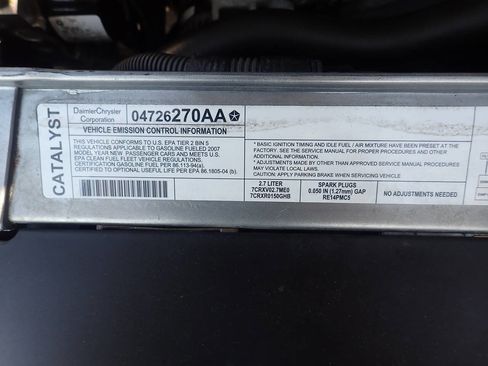 CATALYST
DaimlerChrysler
Corporation
04726270AA
VEHICLE EMISSION CONTROL INFORMATION
THIS VEHICLE CONFORMS TO U.S. EPA TIER 2 BIN 5
REGULATIONS APPLICABLE TO GASOLINE FUELED 2007
MODEL YEAR NEW PASSENGER CARS AND MEETS U.S.
EPA CLEAN FUEL FLEET VEHICLE REGULATIONS.
CERTIFICATION GASOLINE FUEL PER 86.113-94(a).
CERTIFIED TO OPTIONAL USEFUL LIFE PER EPA 86.1805-04 (b).
* BASIC IGNITION TIMING AND IDLE FUEL / AIR MIXTURE HAVE BEEN PRESET AT THE
FACTORY. SEE THE SERVICE MANUAL FOR PROPER PROCEDURES AND OTHER
ADDITIONAL INFORMATION.
* ADJUSTMENTS MADE BY OTHER THAN APPROVED SERVICE MANUAL PROCEDURES
MAY VIOLATE LOCAL LAWS.
CAUTION: APPLY PARKING BRAKE WHEN SERVICING VEHICLE.
2.7 LITER
7CRXV02.7ME0
7CRXR0150GHB
SPARK PLUGS
0.050 IN (1.27mm) GAP
RE14PMC5
NO ADJUSTMENTS NEEDED